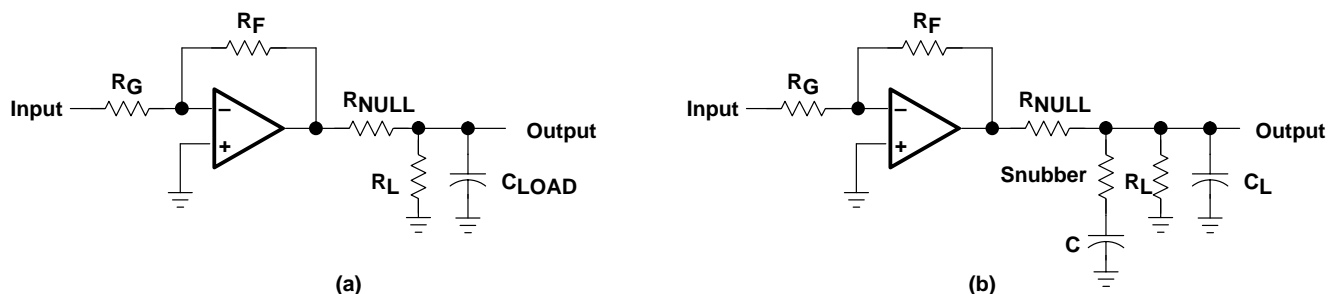 RF
RG
Input
−
+
RNULL
Output
RL
CLOAD
(a)
RF
RG
Input
−
+
RNULL
Output
Snubber
RL
CL
C
(b)